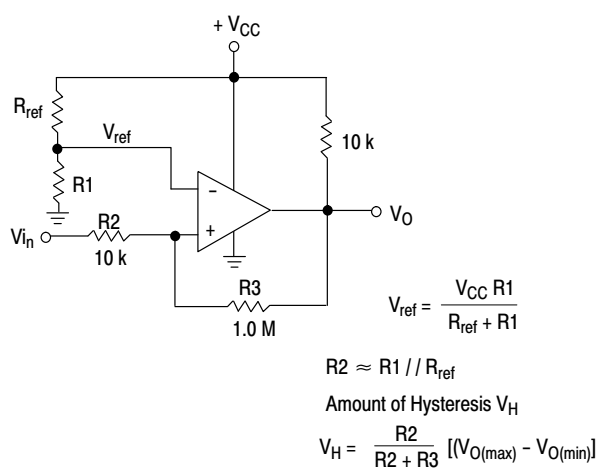 + VCC
Rref
Vref
10 k
R1
–
+
VO
Vin
R2
10 k
R3
1.0 M
Vref = VCC R1 / Rref + R1
R2 ≈ R1 // Rref
Amount of Hysteresis VH
VH = R2 / R2 + R3 [(VO(max) – VO(min)]